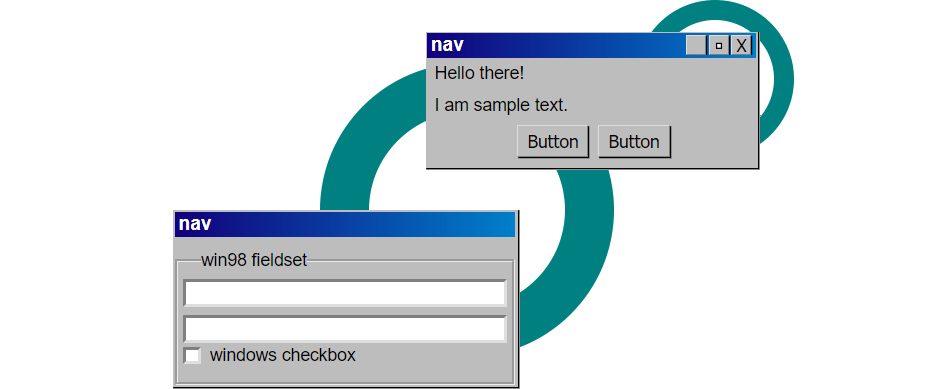 nav
X
Hello there!
I am sample text.
Button Button
nav
win98 fieldset
windows checkbox